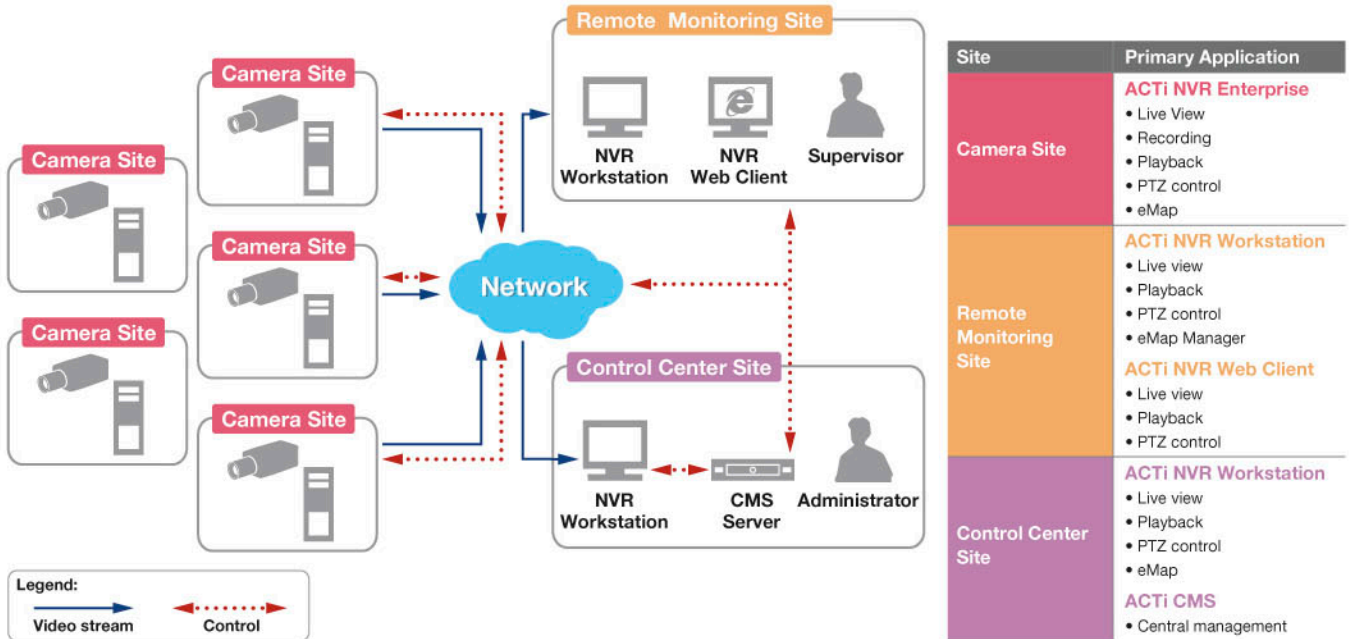 Remote Monitoring Site
NVR
Workstation
NVR
Web Client
Supervisor
Camera Site
Camera Site
Camera Site
Camera Site
Camera Site
Network
Control Center Site
NVR
Workstation
CMS
Server
Administrator
Legend:
Video stream
Control
Site
Primary Application
Camera Site
ACTi NVR Enterprise
• Live View
• Recording
• Playback
• PTZ control
• eMap
Remote
Monitoring
Site
ACTi NVR Workstation
• Live view
• Playback
• PTZ control
• eMap Manager
ACTi NVR Web Client
• Live view
• Playback
• PTZ control
Control Center
Site
ACTi NVR Workstation
• Live view
• Playback
• PTZ control
• eMap
ACTi CMS
• Central management